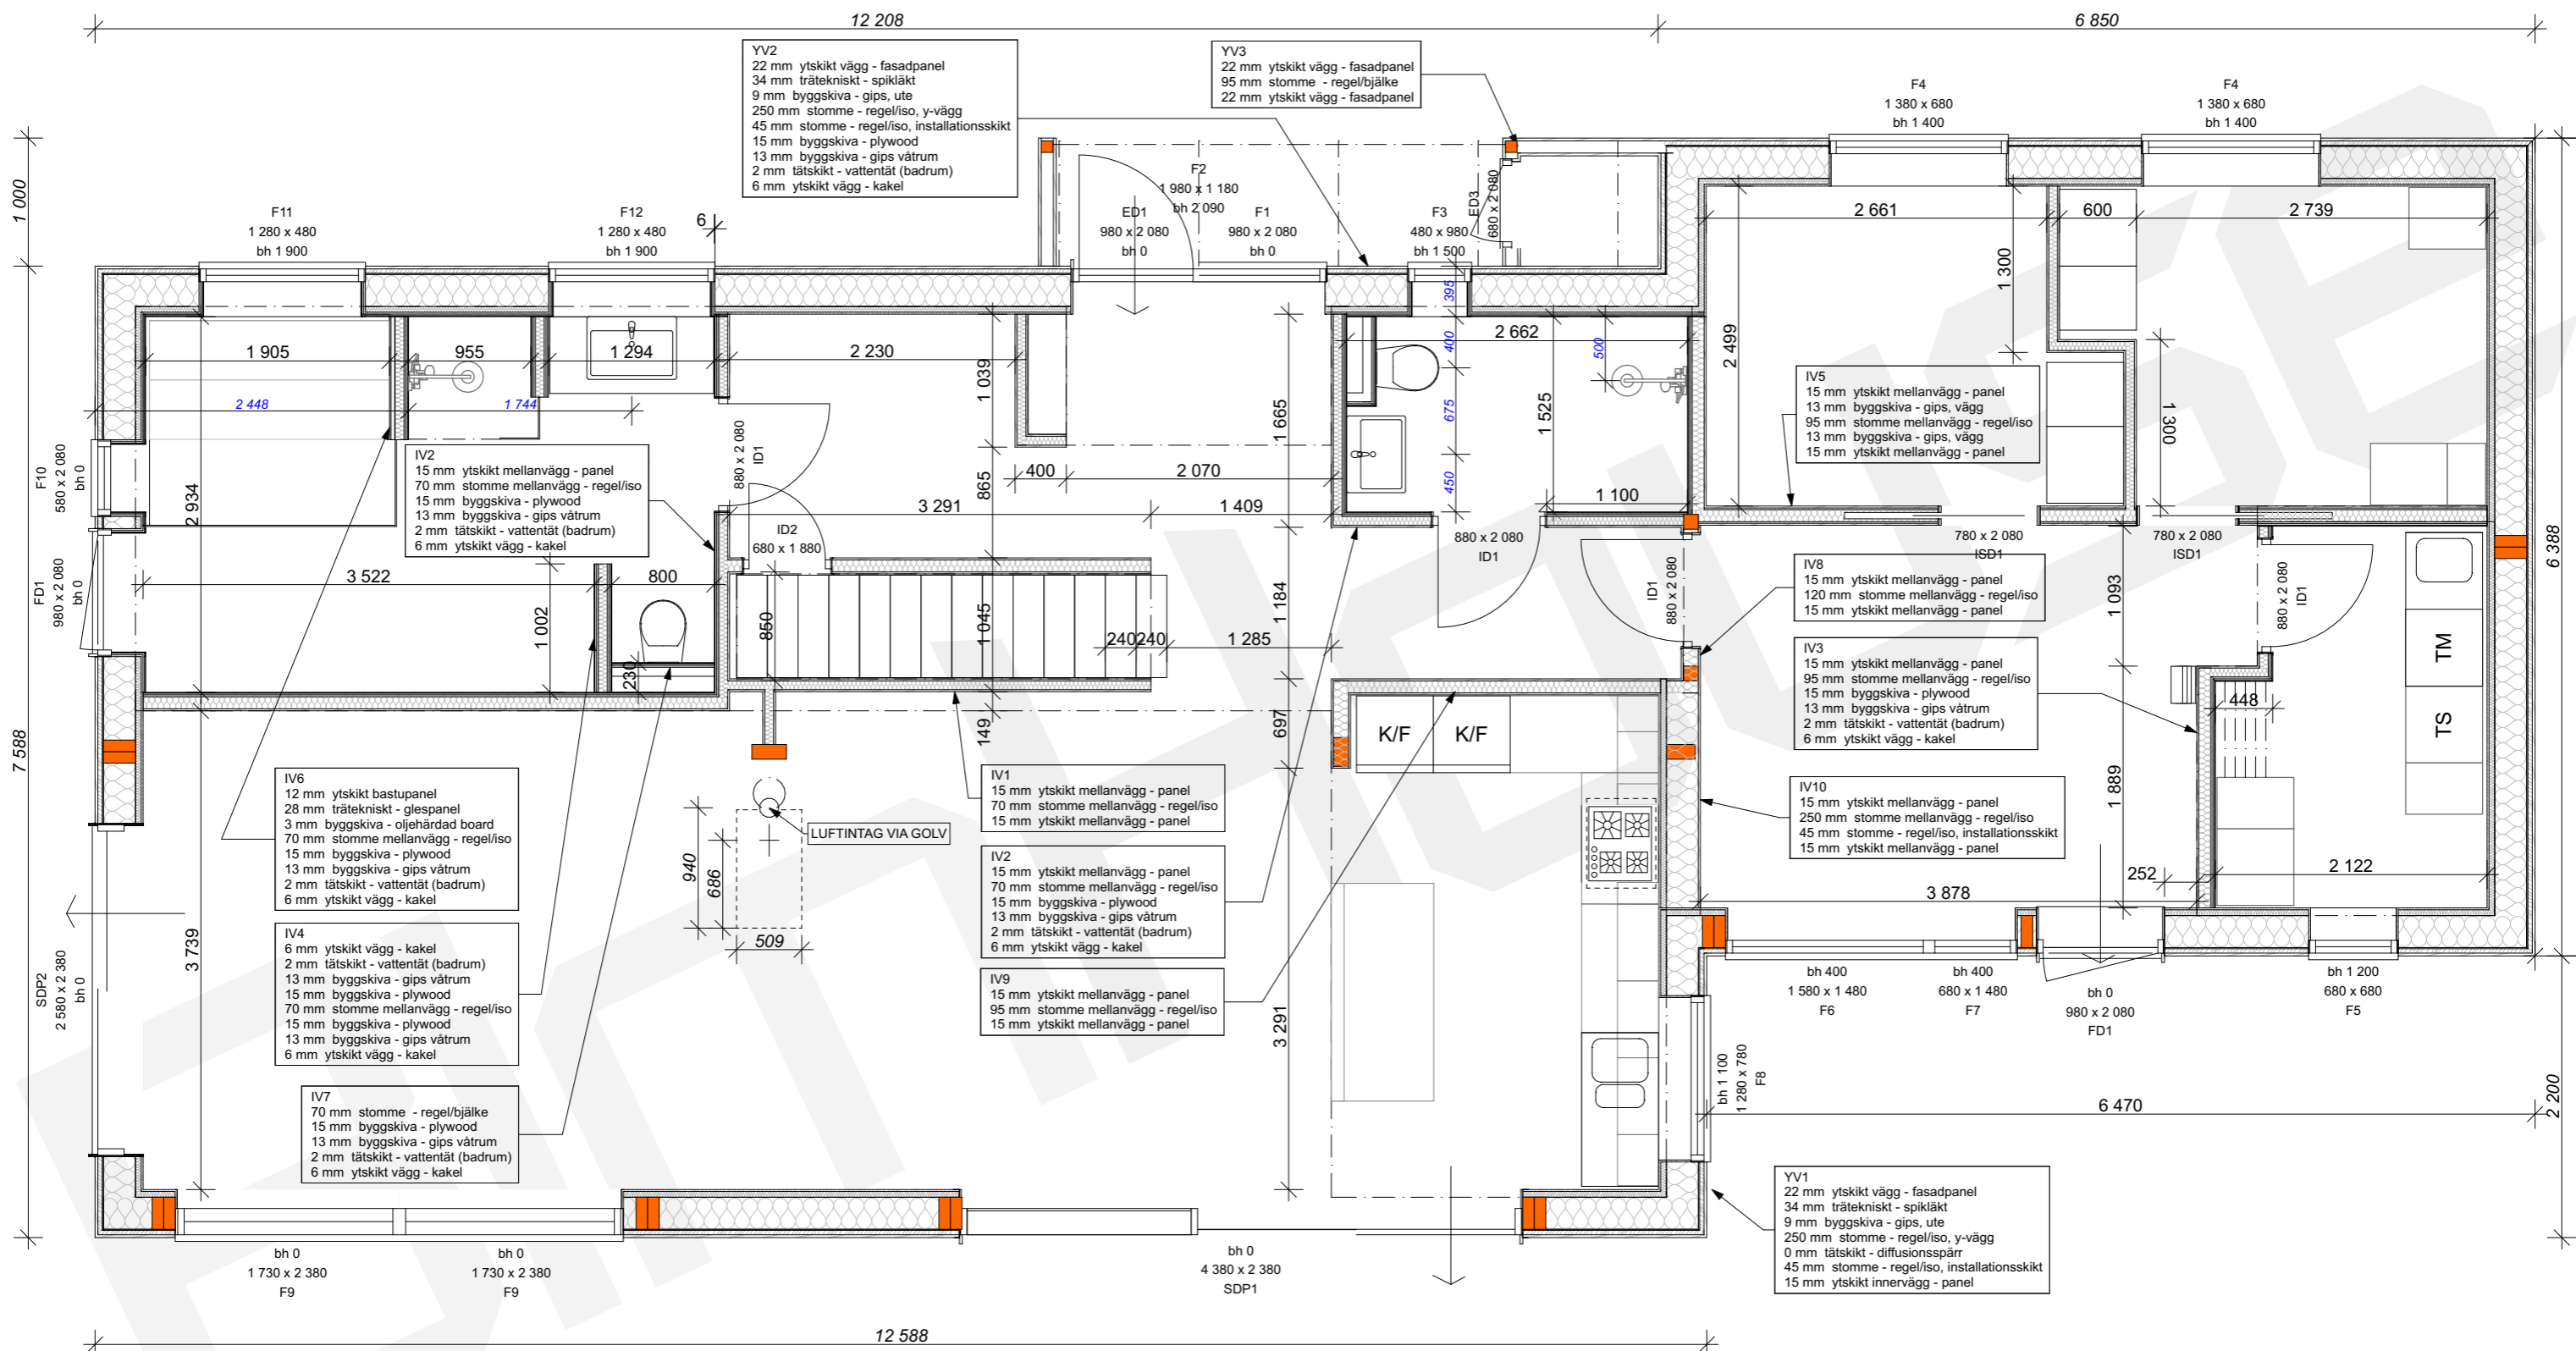 12 208
6 850
YV2
22 mm ytskikt vägg - fasadpanel
34 mm trätekniskt - spikläkt
9 mm byggskiva - gips, ute
250 mm stomme - regel/iso, y-vägg
45 mm stomme - regel/iso, installationsskikt
15 mm byggskiva - plywood
13 mm byggskiva - gips våtrum
2 mm tätskikt - vattentät (badrum)
6 mm ytskikt vägg - kakel
YV3
22 mm ytskikt vägg - fasadpanel
95 mm stomme - regel/bjälke
22 mm ytskikt vägg - fasadpanel
F4
1 380 x 680
bh 1 400
F4
1 380 x 680
bh 1 400
1 000
F11
1 280 x 480
bh 1 900
F12
1 280 x 480
bh 1 900
6
F2
1 980 x 1 180
bh 2 090
ED1
980 x 2 080
bh 0
F1
980 x 2 080
bh 0
F3
480 x 980
bh 1 500
ED3
680 x 2 080
2 661
600
2 739
1 300
395
1 905
955
1 294
2 230
1 039
1 665
2 662
400
500
2 499
2 448
1 744
1 525
675
450
1 300
IV5
15 mm ytskikt mellanvägg - panel
13 mm byggskiva - gips, vägg
95 mm stomme mellanvägg - regel/iso
13 mm byggskiva - gips, vägg
15 mm ytskikt mellanvägg - panel
F10
580 x 2 080
bh 0
2 934
IV2
15 mm ytskikt mellanvägg - panel
70 mm stomme mellanvägg - regel/iso
15 mm byggskiva - plywood
13 mm byggskiva - gips våtrum
2 mm tätskikt - vattentät (badrum)
6 mm ytskikt vägg - kakel
880 x 2 080
ID1
865
400
2 070
3 291
1 409
1 100
ID2
680 x 1 880
880 x 2 080
ID1
780 x 2 080
ISD1
780 x 2 080
ISD1
6 388
FD1
980 x 2 080
bh 0
3 522
800
1 002
230
850
1 045
240
240
1 285
1 184
ID1
880 x 2 080
IV8
15 mm ytskikt mellanvägg - panel
120 mm stomme mellanvägg - regel/iso
15 mm ytskikt mellanvägg - panel
1 093
880 x 2 080
ID1
TM
TS
448
IV3
15 mm ytskikt mellanvägg - panel
95 mm stomme mellanvägg - regel/iso
15 mm byggskiva - plywood
13 mm byggskiva - gips våtrum
2 mm tätskikt - vattentät (badrum)
6 mm ytskikt vägg - kakel
7 588
149
697
K/F
K/F
IV6
12 mm ytskikt bastupanel
28 mm trätekniskt - glespanel
3 mm byggskiva - oljehärdad board
70 mm stomme mellanvägg - regel/iso
15 mm byggskiva - plywood
13 mm byggskiva - gips våtrum
2 mm tätskikt - vattentät (badrum)
6 mm ytskikt vägg - kakel
IV1
15 mm ytskikt mellanvägg - panel
70 mm stomme mellanvägg - regel/iso
15 mm ytskikt mellanvägg - panel
LUFTINTAG VIA GOLV
940
686
509
IV10
15 mm ytskikt mellanvägg - panel
250 mm stomme mellanvägg - regel/iso
45 mm stomme - regel/iso, installationsskikt
15 mm ytskikt mellanvägg - panel
1 889
IV2
15 mm ytskikt mellanvägg - panel
70 mm stomme mellanvägg - regel/iso
15 mm byggskiva - plywood
13 mm byggskiva - gips våtrum
2 mm tätskikt - vattentät (badrum)
6 mm ytskikt vägg - kakel
252
2 122
3 878
SDP2
2 580 x 2 380
bh 0
3 739
IV4
6 mm ytskikt vägg - kakel
2 mm tätskikt - vattentät (badrum)
13 mm byggskiva - gips våtrum
15 mm byggskiva - plywood
70 mm stomme mellanvägg - regel/iso
15 mm byggskiva - plywood
13 mm byggskiva - gips våtrum
6 mm ytskikt vägg - kakel
IV9
15 mm ytskikt mellanvägg - panel
95 mm stomme mellanvägg - regel/iso
15 mm ytskikt mellanvägg - panel
3 291
bh 400
1 580 x 1 480
F6
bh 400
680 x 1 480
F7
bh 0
980 x 2 080
FD1
bh 1 200
680 x 680
F5
bh 1 100
1 280 x 780
F8
6 470
2 200
IV7
70 mm stomme - regel/bjälke
15 mm byggskiva - plywood
13 mm byggskiva - gips våtrum
2 mm tätskikt - vattentät (badrum)
6 mm ytskikt vägg - kakel
YV1
22 mm ytskikt vägg - fasadpanel
34 mm trätekniskt - spikläkt
9 mm byggskiva - gips, ute
250 mm stomme - regel/iso, y-vägg
0 mm tätskikt - diffusionsspärr
45 mm stomme - regel/iso, installationsskikt
15 mm ytskikt innervägg - panel
bh 0
1 730 x 2 380
F9
bh 0
1 730 x 2 380
F9
bh 0
4 380 x 2 380
SDP1
12 588